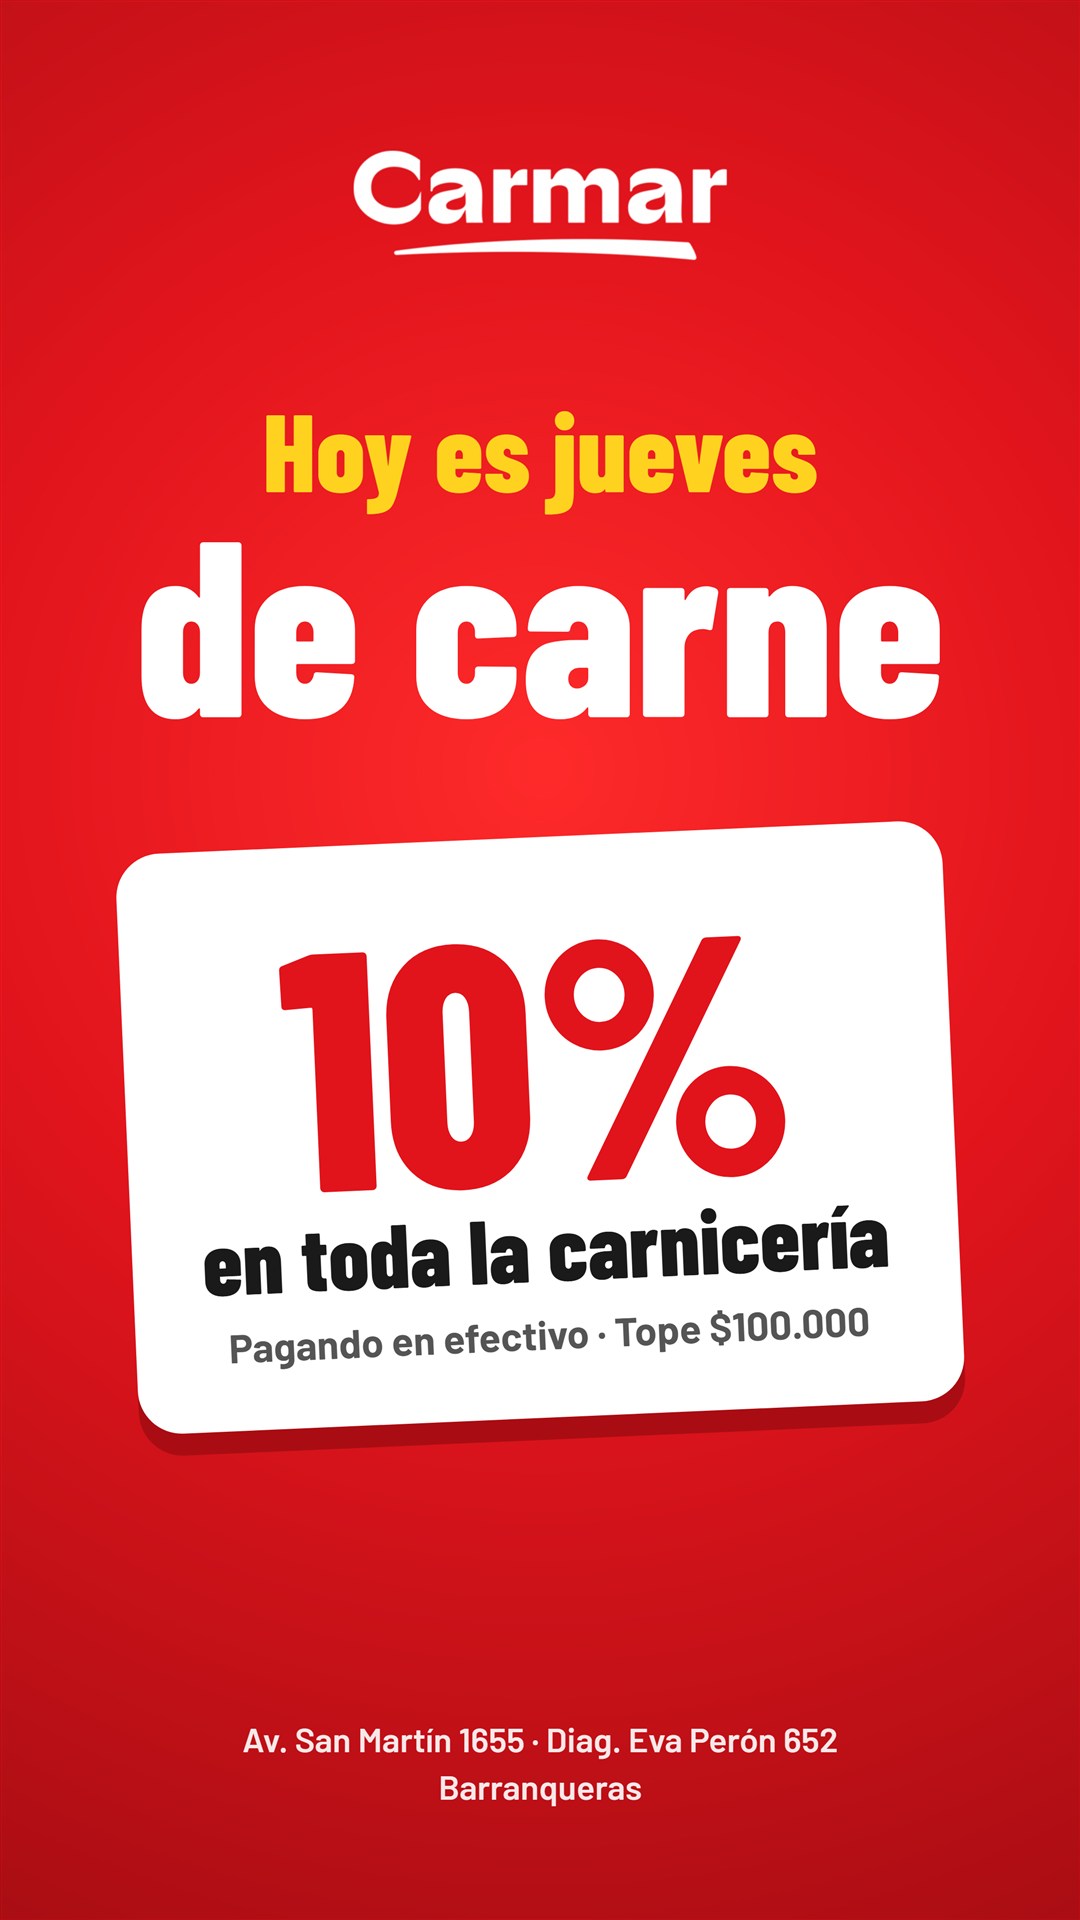 Carmar
Hoy es jueves
de carne
10%
en toda la carnicería
Pagando en efectivo · Tope $100.000
Av. San Martín 1655 · Diag. Eva Perón 652
Barranqueras